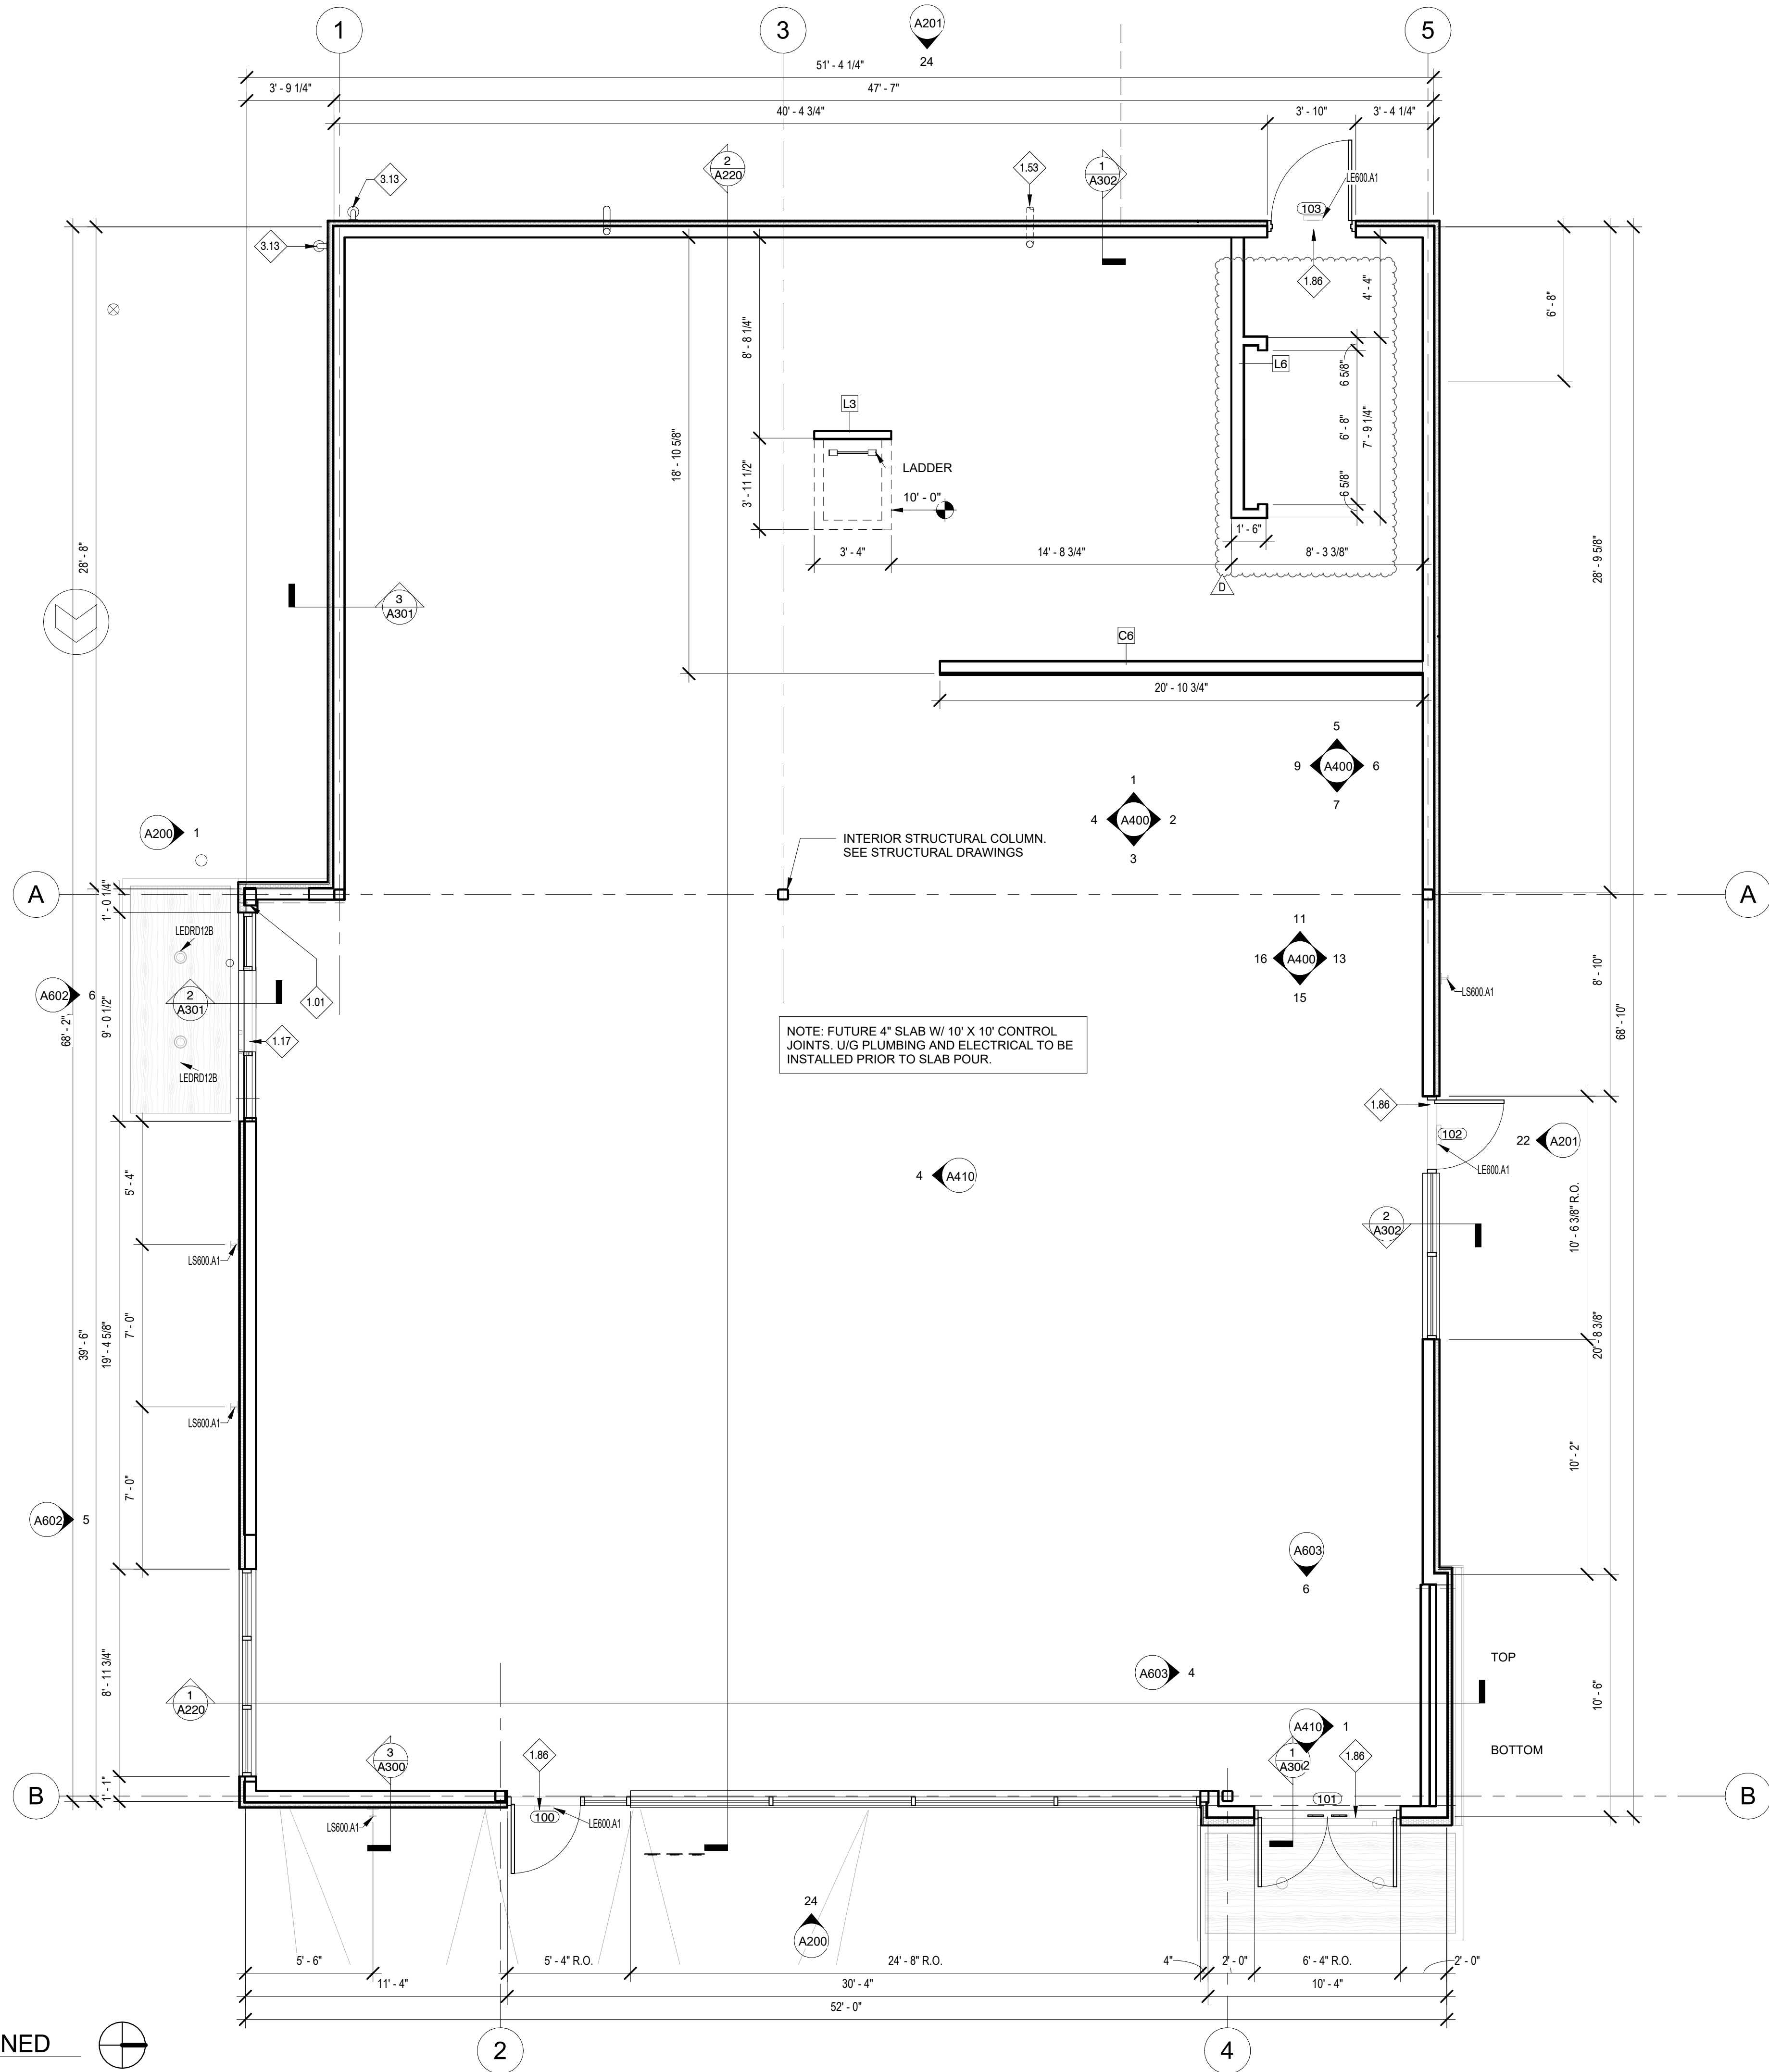 1
3
5
A201
24
51' - 4 1/4"
3' - 9 1/4"
47' - 7"
40' - 4 3/4"
3' - 10"
3' - 4 1/4"
2
A220
1.53
1
A302
3.13
LE600.A1
103
3.13
1.86
4' - 4"
6' - 8"
8' - 8 1/4"
6 5/8"
L6
L3
18' - 10 5/8"
6' - 8"
7' - 9 1/4"
LADDER
3' - 11 1/2"
10' - 0"
6 5/8"
1' - 6"
3' - 4"
14' - 8 3/4"
8' - 3 3/8"
28' - 8"
28' - 9 5/8"
D
3
A301
C6
20' - 10 3/4"
5
9
A400
6
7
1
4
A400
2
3
A200
1
INTERIOR STRUCTURAL COLUMN.
SEE STRUCTURAL DRAWINGS
A
A
1' - 0 1/4"
LEDRD12B
11
16
A400
13
15
8' - 10"
LS600.A1
A602
6
2
A301
1.01
9' - 0 1/2"
68' - 2"
68' - 10"
1.17
LEDRD12B
NOTE: FUTURE 4" SLAB W/ 10' X 10' CONTROL
JOINTS. U/G PLUMBING AND ELECTRICAL TO BE
INSTALLED PRIOR TO SLAB POUR.
1.86
102
22
A201
LE600.A1
5' - 4"
4
A410
2
A302
10' - 6 3/8" R.O.
LS600.A1
7' - 0"
39' - 6"
19' - 4 5/8"
20' - 8 3/8"
LS600.A1
7' - 0"
10' - 2"
A602
5
A603
6
TOP
A603
4
8' - 11 3/4"
1
A220
10' - 6"
A410
1
2
BOTTOM
3
A300
1.86
1
A300
1.86
B
B
1' - 1"
100
LE600.A1
101
LS600.A1
24
A200
5' - 6"
5' - 4" R.O.
24' - 8" R.O.
4"
2' - 0"
6' - 4" R.O.
2' - 0"
11' - 4"
30' - 4"
10' - 4"
52' - 0"
NED
2
4